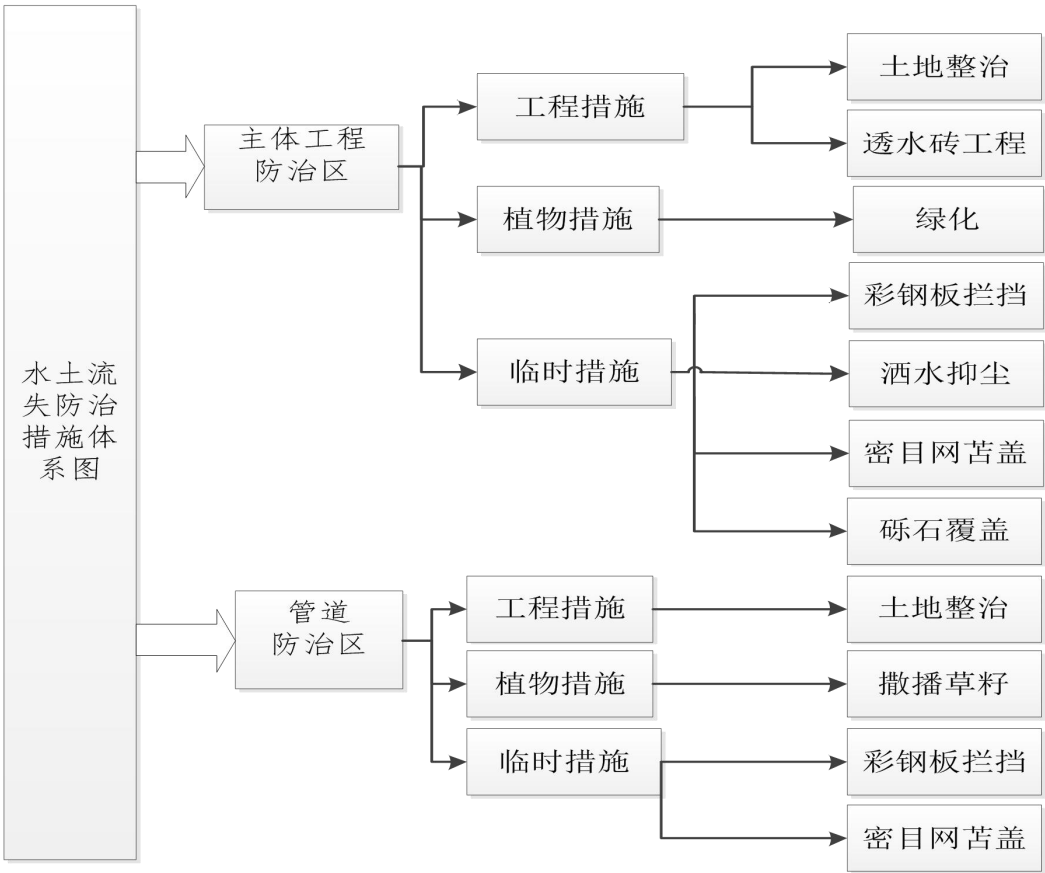 水土流
失防治
措施体
系图
主体工程
防治区
工程措施
土地整治
透水砖工程
植物措施
绿化
临时措施
彩钢板拦挡
洒水抑尘
密目网苫盖
砾石覆盖
管道
防治区
工程措施
土地整治
植物措施
撒播草籽
临时措施
彩钢板拦挡
密目网苫盖